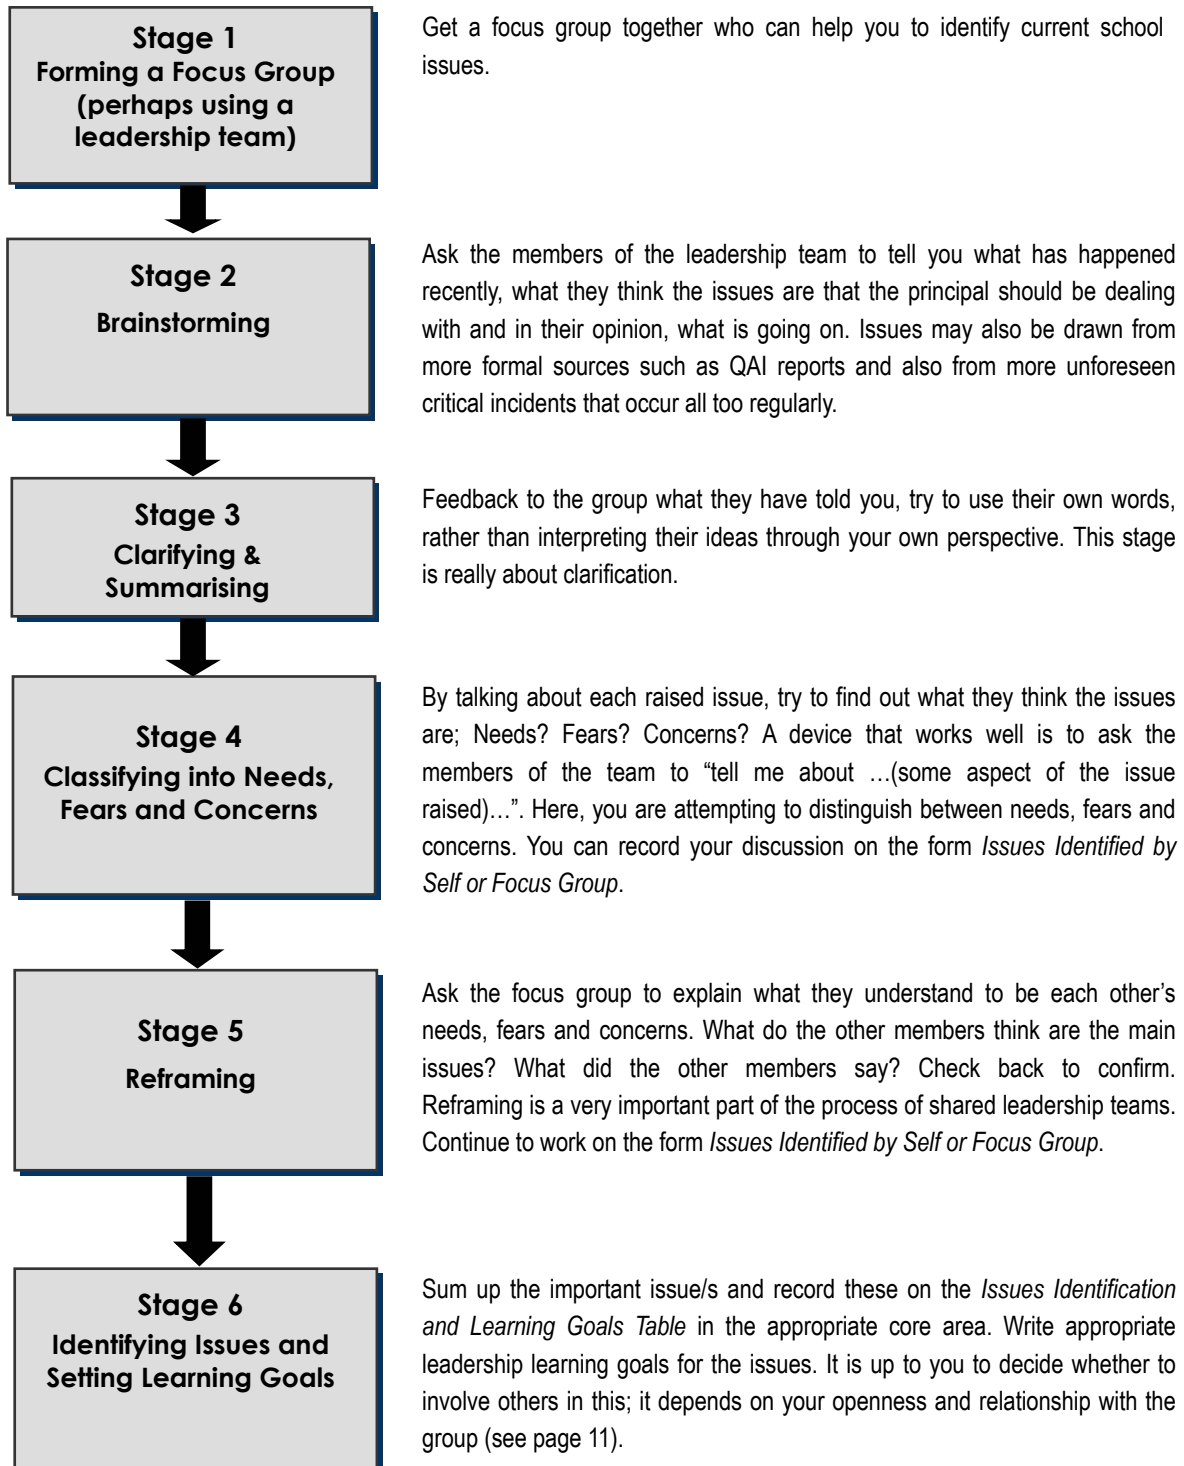 Stage 1
Forming a Focus Group
(perhaps using a
leadership team)
Get a focus group together who can help you to identify current school
issues.
Stage 2
Brainstorming
Ask the members of the leadership team to tell you what has happened
recently, what they think the issues are that the principal should be dealing
with and in their opinion, what is going on. Issues may also be drawn from
more formal sources such as QAI reports and also from more unforeseen
critical incidents that occur all too regularly.
Stage 3
Clarifying &
Summarising
Feedback to the group what they have told you, try to use their own words,
rather than interpreting their ideas through your own perspective. This stage
is really about clarification.
Stage 4
Classifying into Needs,
Fears and Concerns
By talking about each raised issue, try to find out what they think the issues
are; Needs? Fears? Concerns? A device that works well is to ask the
members of the team to “tell me about …(some aspect of the issue
raised)…”. Here, you are attempting to distinguish between needs, fears and
concerns. You can record your discussion on the form Issues Identified by
Self or Focus Group.
Stage 5
Reframing
Ask the focus group to explain what they understand to be each other’s
needs, fears and concerns. What do the other members think are the main
issues? What did the other members say? Check back to confirm.
Reframing is a very important part of the process of shared leadership teams.
Continue to work on the form Issues Identified by Self or Focus Group.
Stage 6
Identifying Issues and
Setting Learning Goals
Sum up the important issue/s and record these on the Issues Identification
and Learning Goals Table in the appropriate core area. Write appropriate
leadership learning goals for the issues. It is up to you to decide whether to
involve others in this; it depends on your openness and relationship with the
group (see page 11).